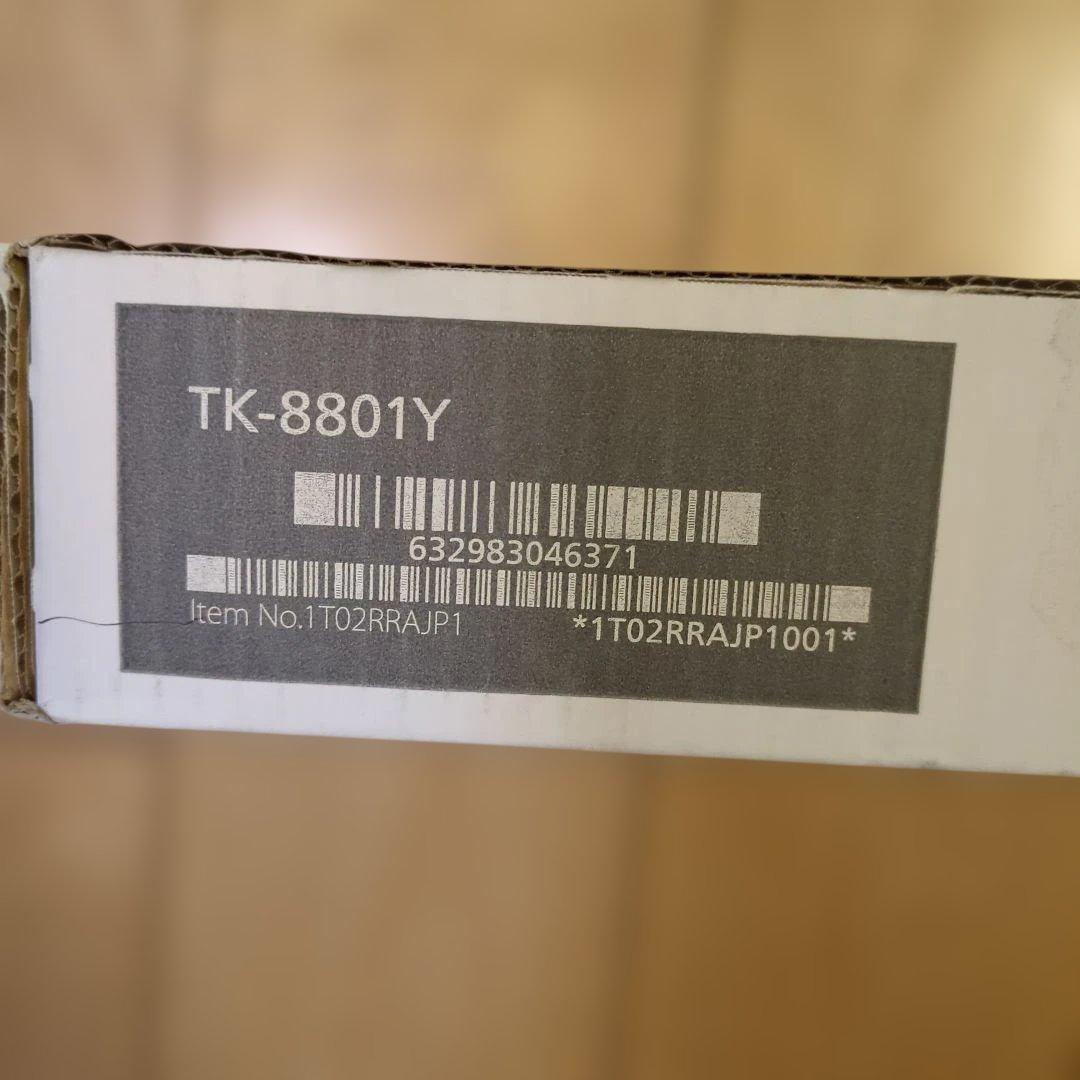 TK-8801Y
632983046371
Item No.1T02RRAJP1
*1T02RRAJP1001*